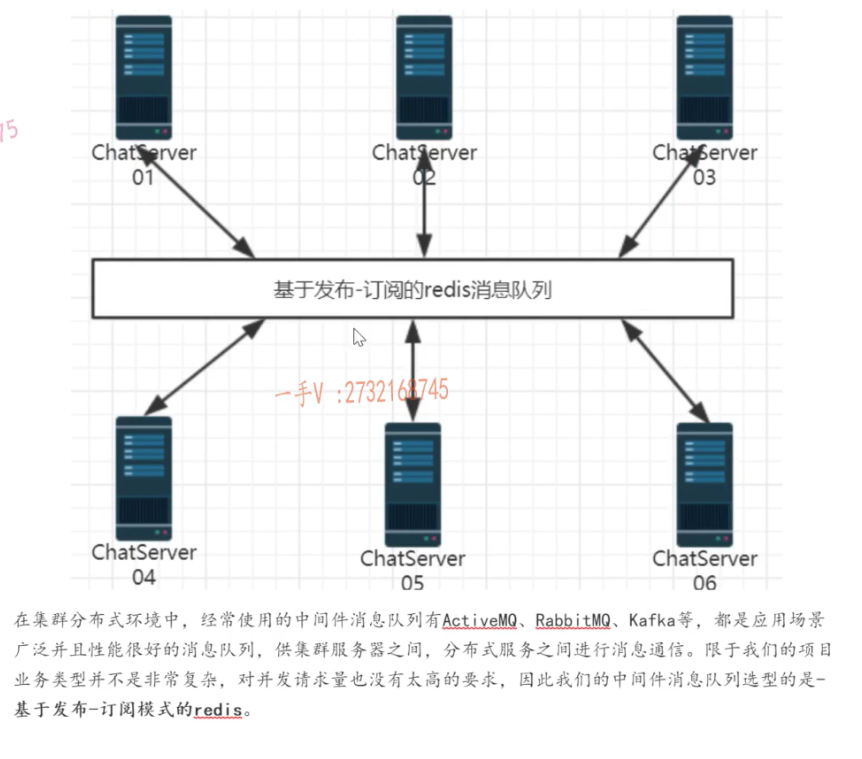 ChatServer
01
ChatServer
02
ChatServer
03
75
基于发布-订阅的redis消息队列
一手V :2732168745
ChatServer
04
ChatServer
05
ChatServer
06
在集群分布式环境中，经常使用的中间件消息队列有ActiveMQ、RabbitMQ、Kafka等，都是应用场景
广泛并且性能很好的消息队列，供集群服务器之间，分布式服务之间进行消息通信。限于我们的项目
业务类型并不是非常复杂，对并发请求量也没有太高的要求，因此我们的中间件消息队列选型的是-
基于发布-订阅模式的redis。